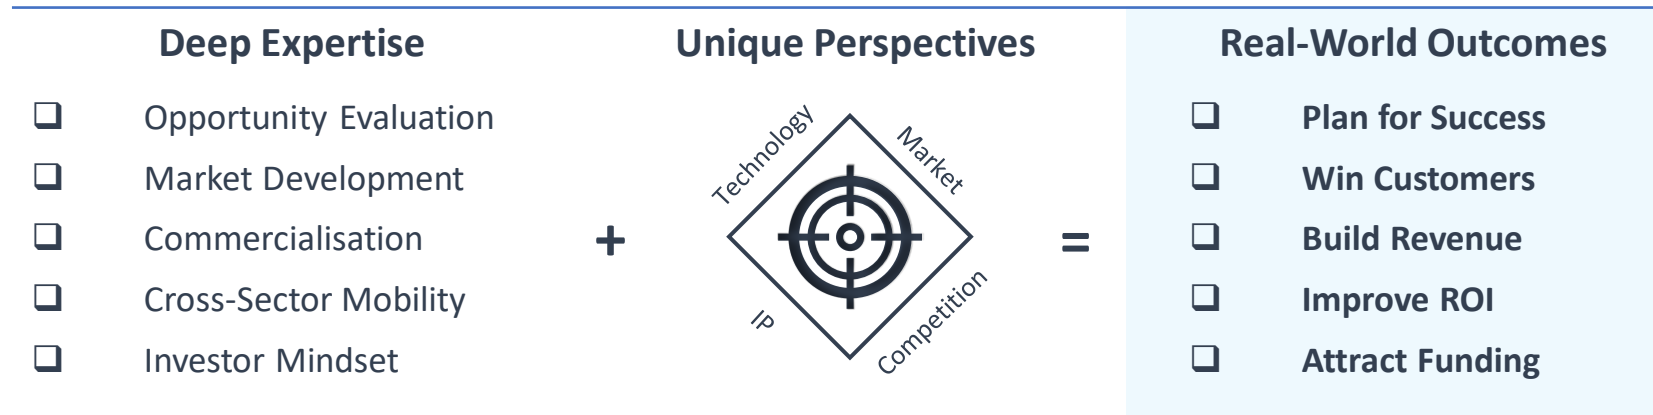 Deep Expertise
Opportunity Evaluation
Market Development
Commercialisation
Cross-Sector Mobility
Investor Mindset
+
Unique Perspectives
Technology
Market
IP
Competition
=
Real-World Outcomes
Plan for Success
Win Customers
Build Revenue
Improve ROI
Attract Funding